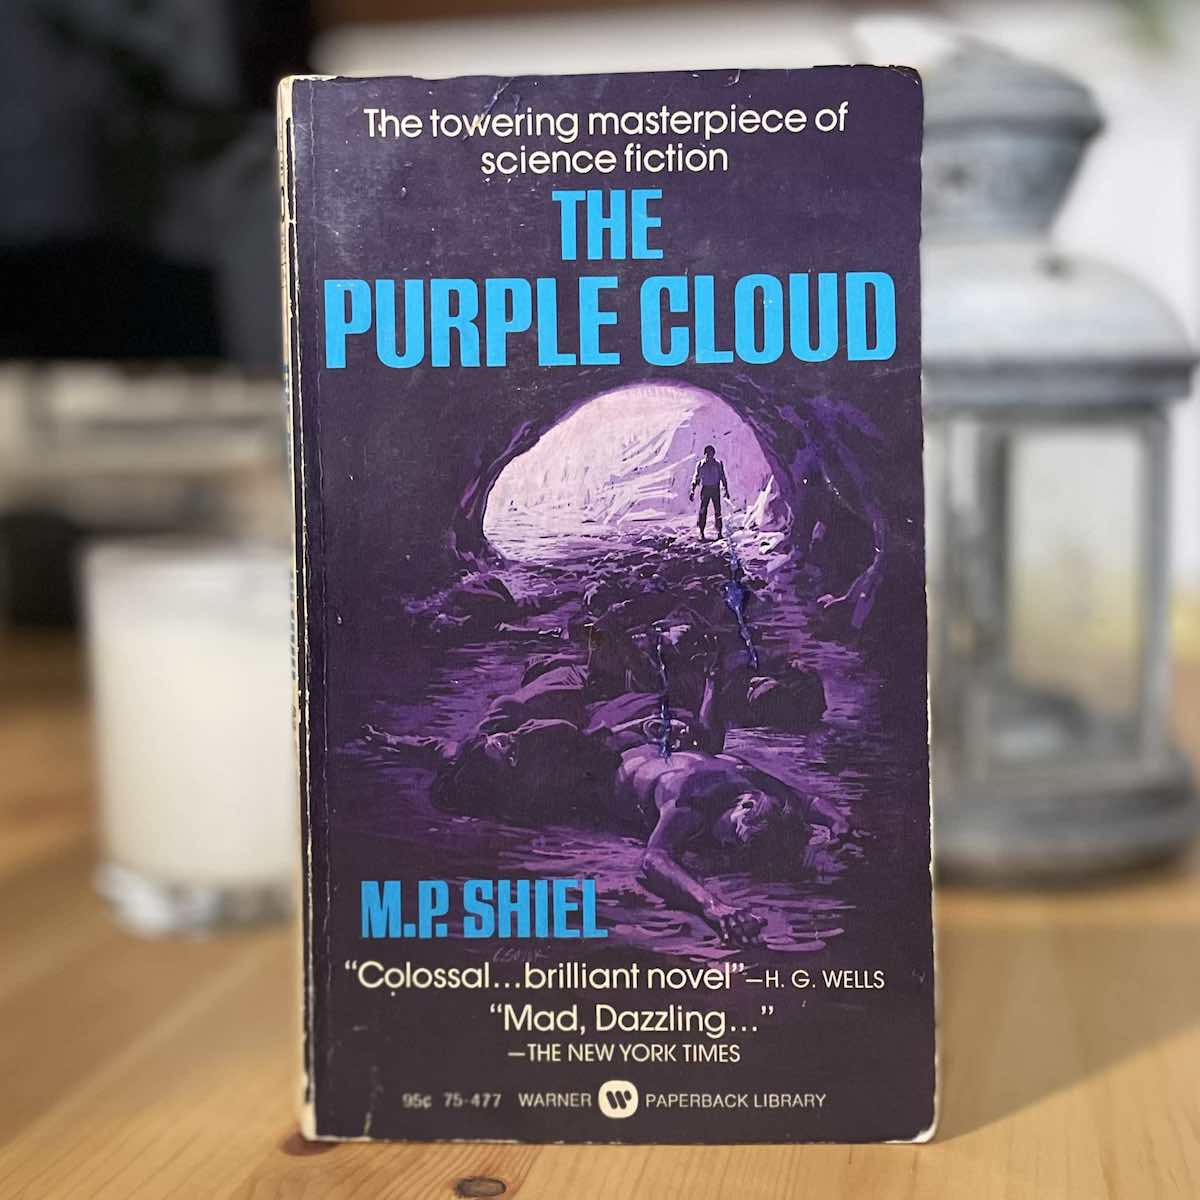 The towering masterpiece of
science fiction
THE
PURPLE CLOUD
M.P. SHIEL
“Colossal...brilliant novel”—H. G. WELLS
“Mad, Dazzling...”
—THE NEW YORK TIMES
95¢ 75-477 WARNER W PAPERBACK LIBRARY